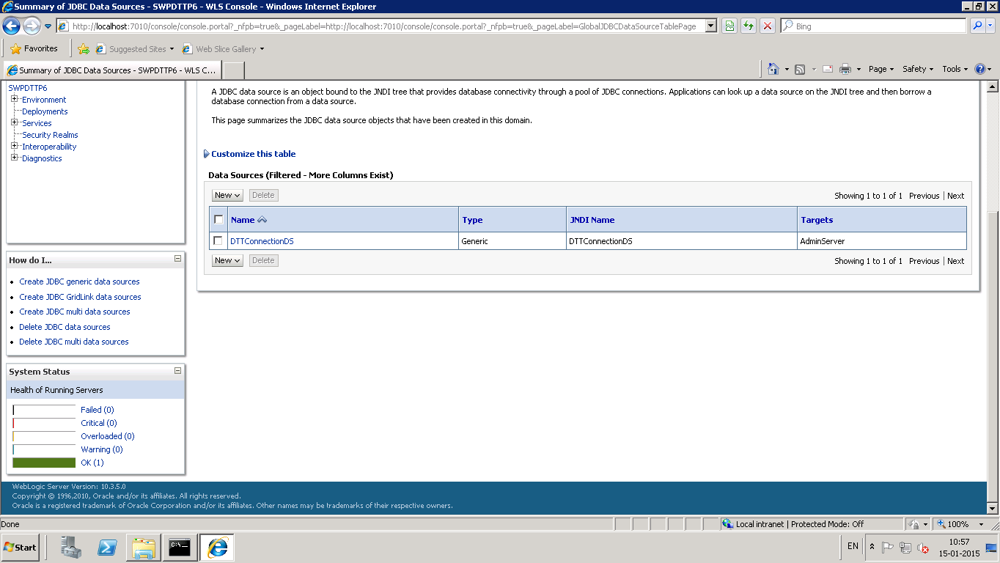 Summary of JDBC Data Sources - SWPDTTP6 - WLS Console - Windows Internet Explorer
http://localhost:7010/console/console.portal?_nfpb=true&_pageLabel=http://localhost:7010/console/console.portal?_nfpb=true&_pageLabel=GlobalJDBCDataSourceTablePage
Bing
Favorites Suggested Sites Web Slice Gallery
Summary of JDBC Data Sources - SWPDTTP6 - WLS C...
Page Safety Tools
SWPDTTP6
Environment
Deployments
Services
Security Realms
Interoperability
Diagnostics
A JDBC data source is an object bound to the JNDI tree that provides database connectivity through a pool of JDBC connections. Applications can look up a data source on the JNDI tree and then borrow a
database connection from a data source.
This page summarizes the JDBC data source objects that have been created in this domain.
Customize this table
Data Sources (Filtered - More Columns Exist)
New Delete Showing 1 to 1 of 1 Previous | Next
Name Type JNDI Name Targets
DTTConnectionDS Generic DTTConnectionDS AdminServer
New Delete Showing 1 to 1 of 1 Previous | Next
How do I...
Create JDBC generic data sources
Create JDBC GridLink data sources
Create JDBC multi data sources
Delete JDBC data sources
Delete JDBC multi data sources
System Status
Health of Running Servers
Failed (0)
Critical (0)
Overloaded (0)
Warning (0)
OK (1)
WebLogic Server Version: 10.3.5.0
Copyright © 1996,2010, Oracle and/or its affiliates. All rights reserved.
Oracle is a registered trademark of Oracle Corporation and/or its affiliates. Other names may be trademarks of their respective owners.
Done Local intranet | Protected Mode: Off 100%
Start C:\ EN 10:57
15-01-2015